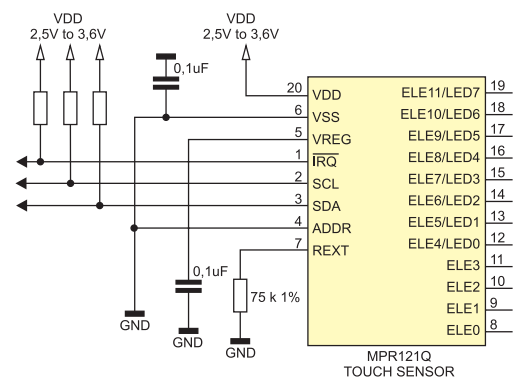 VDD
2,5V to 3,6V
VDD
2,5V to 3,6V
0,1uF
20 VDD
6 VSS
5 VREG
1 IRQ
2 SCL
3 SDA
4 ADDR
7 REXT
ELE11/LED7 19
ELE10/LED6 18
ELE9/LED5 17
ELE8/LED4 16
ELE7/LED3 15
ELE6/LED2 14
ELE5/LED1 13
ELE4/LED0 12
ELE3 11
ELE2 10
ELE1 9
ELE0 8
0,1uF
75 k 1%
GND
GND
GND
MPR121Q
TOUCH SENSOR